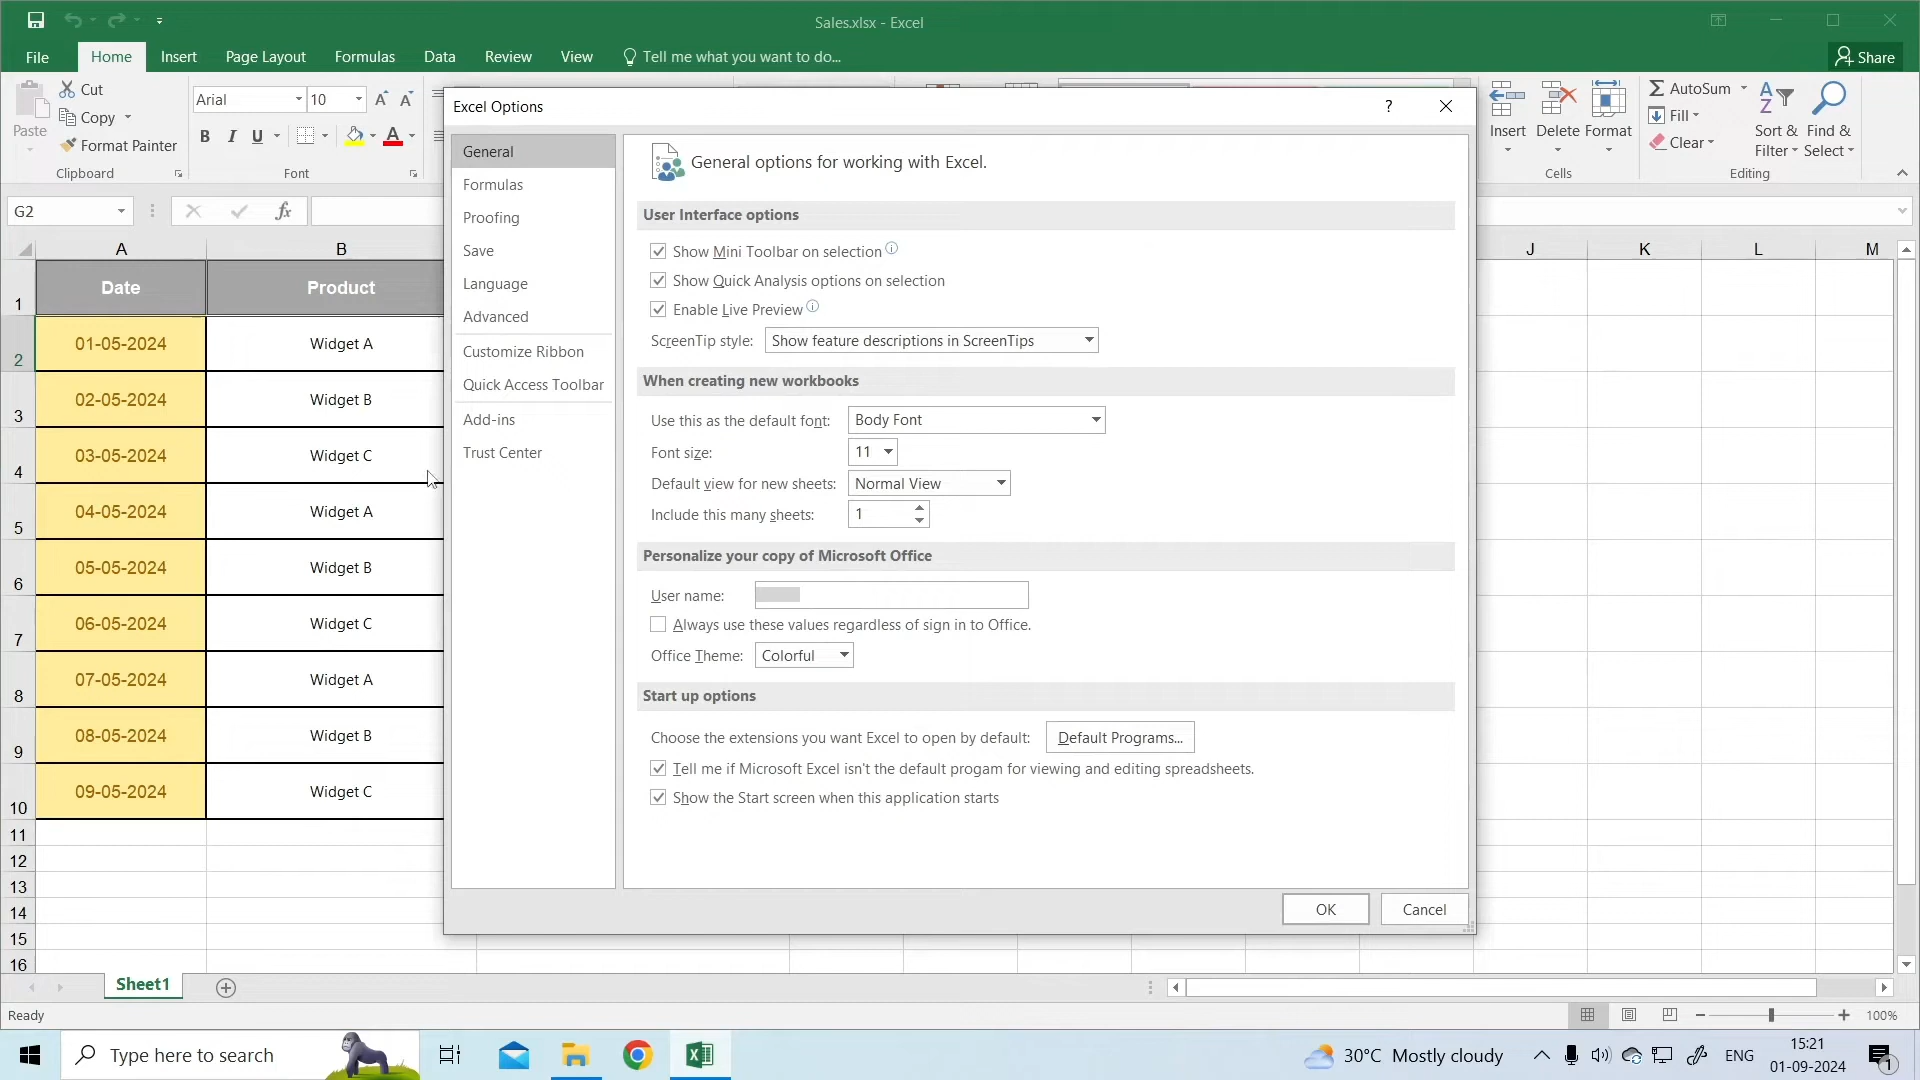 Sales.xlsx - Excel
File Home Insert Page Layout Formulas Data Review View Tell me what you want to do... Share
Paste Cut Copy Format Painter
Clipboard
Arial 10 A A
B I U A
Font
Insert Delete Format
Cells
AutoSum Fill Clear
A Z Sort & Filter Find & Select
Editing
G2 fx
A B J K L M
1 Date Product
2 01-05-2024 Widget A
3 02-05-2024 Widget B
4 03-05-2024 Widget C
5 04-05-2024 Widget A
6 05-05-2024 Widget B
7 06-05-2024 Widget C
8 07-05-2024 Widget A
9 08-05-2024 Widget B
10 09-05-2024 Widget C
11
12
13
14
15
16
Excel Options ?
General
Formulas
Proofing
Save
Language
Advanced
Customize Ribbon
Quick Access Toolbar
Add-ins
Trust Center
General options for working with Excel.
User Interface options
Show Mini Toolbar on selection
Show Quick Analysis options on selection
Enable Live Preview
ScreenTip style: Show feature descriptions in ScreenTips
When creating new workbooks
Use this as the default font: Body Font
Font size: 11
Default view for new sheets: Normal View
Include this many sheets: 1
Personalize your copy of Microsoft Office
User name:
Always use these values regardless of sign in to Office.
Office Theme: Colorful
Start up options
Choose the extensions you want Excel to open by default: Default Programs...
Tell me if Microsoft Excel isn't the default progam for viewing and editing spreadsheets.
Show the Start screen when this application starts
OK Cancel
Sheet1
Ready 100%
Type here to search 30°C Mostly cloudy ENG 15:21
01-09-2024 1